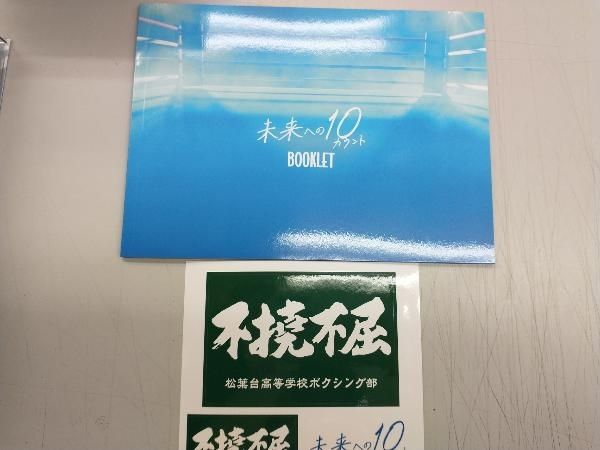 未来への10カウント
BOOKLET
不撓不屈
松葉台高等学校ボクシング部
不撓不屈
未来への10